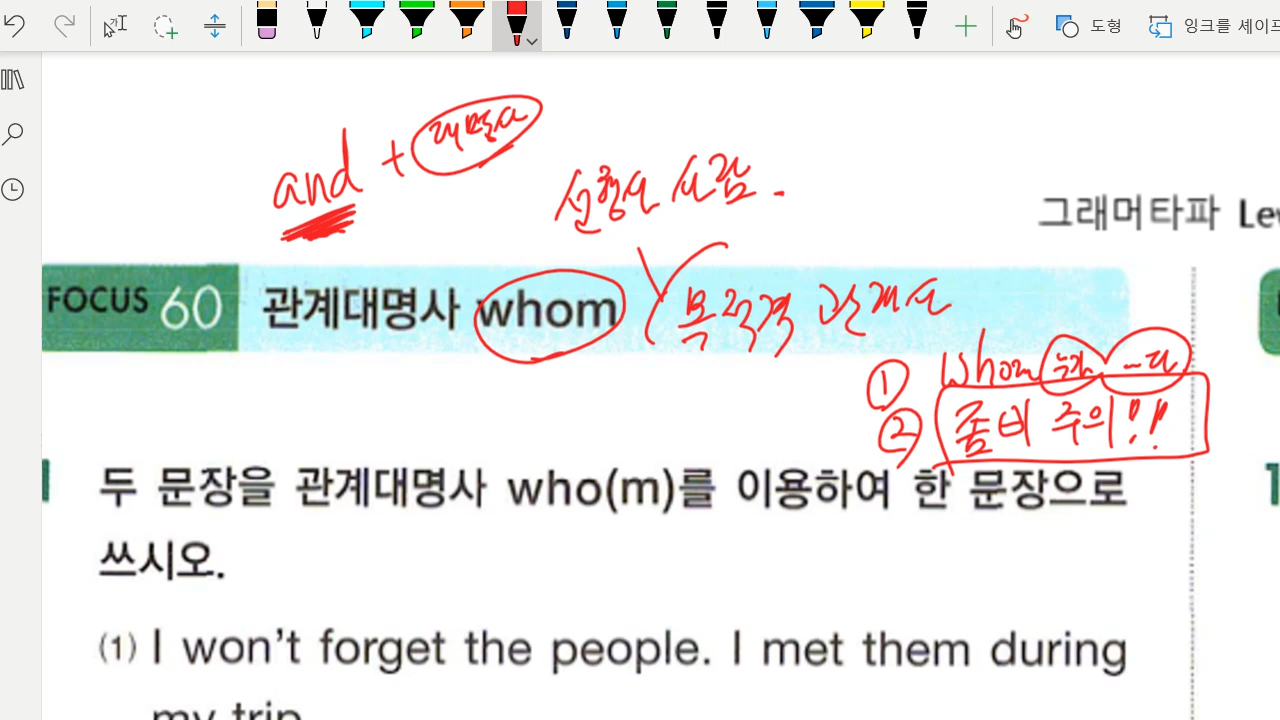 도형
잉크를 셰이프
and + 대명사
선행사 사람.
그래머타파 Lev
FOCUS 60 관계대명사 whom
목적격 관계사
① whom 누가 ~다
② 좀비 주의!!
두 문장을 관계대명사 who(m)를 이용하여 한 문장으로
쓰시오.
(1) I won't forget the people. I met them during
my trip